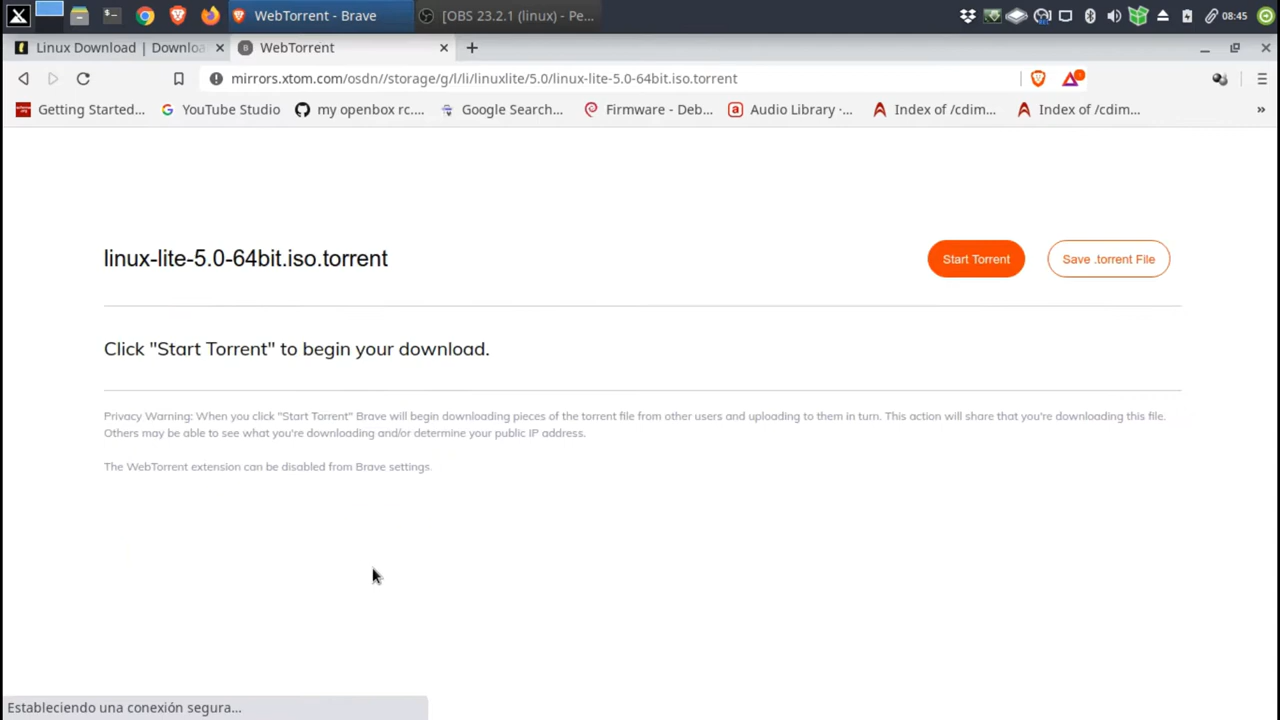 WebTorrent - Brave
[OBS 23.2.1 (linux) - Pe...
08:45
Linux Download | Downloa
WebTorrent
mirrors.xtom.com/osdn//storage/g/l/li/linuxlite/5.0/linux-lite-5.0-64bit.iso.torrent
Getting Started...
YouTube Studio
my openbox rc....
Google Search...
Firmware - Deb...
Audio Library ·...
Index of /cdim...
Index of /cdim...
»
linux-lite-5.0-64bit.iso.torrent
Start Torrent
Save .torrent File
Click "Start Torrent" to begin your download.
Privacy Warning: When you click "Start Torrent" Brave will begin downloading pieces of the torrent file from other users and uploading to them in turn. This action will share that you're downloading this file.
Others may be able to see what you're downloading and/or determine your public IP address.
The WebTorrent extension can be disabled from Brave settings.
Estableciendo una conexión segura...